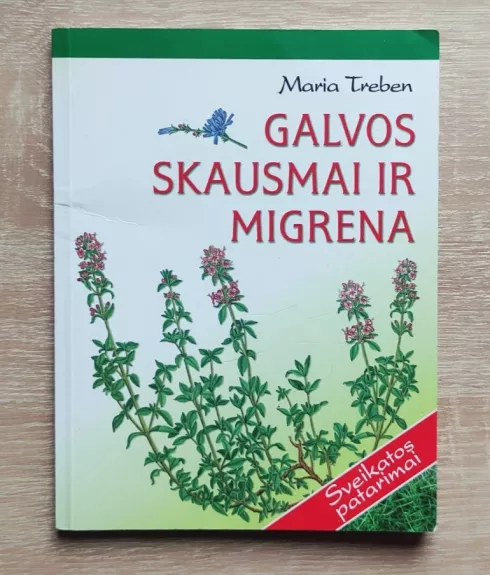 Maria Treben
GALVOS
SKAUSMAI IR
MIGRENA
Sveikatos
patarimai